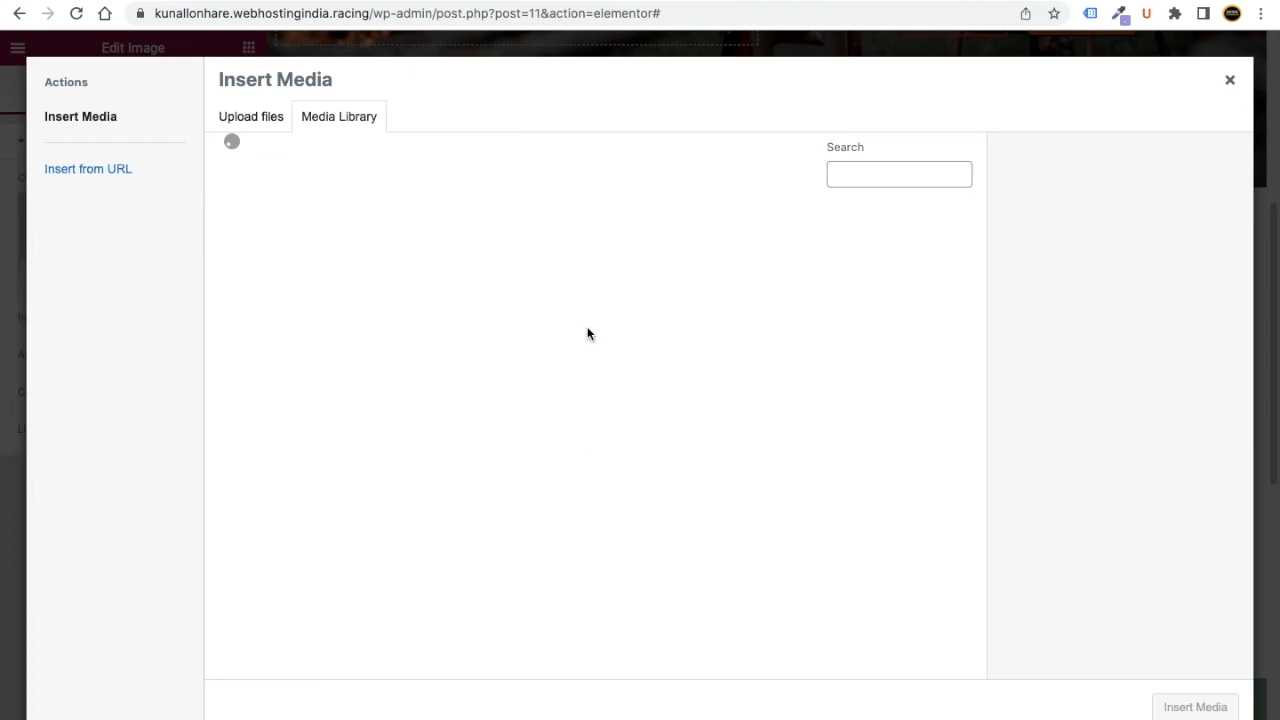 kunallonhare.webhostingindia.racing/wp-admin/post.php?post=11&action=elementor#
Edit Image
Actions
Insert Media
Insert from URL
Insert Media
Upload files
Media Library
Search
Insert Media